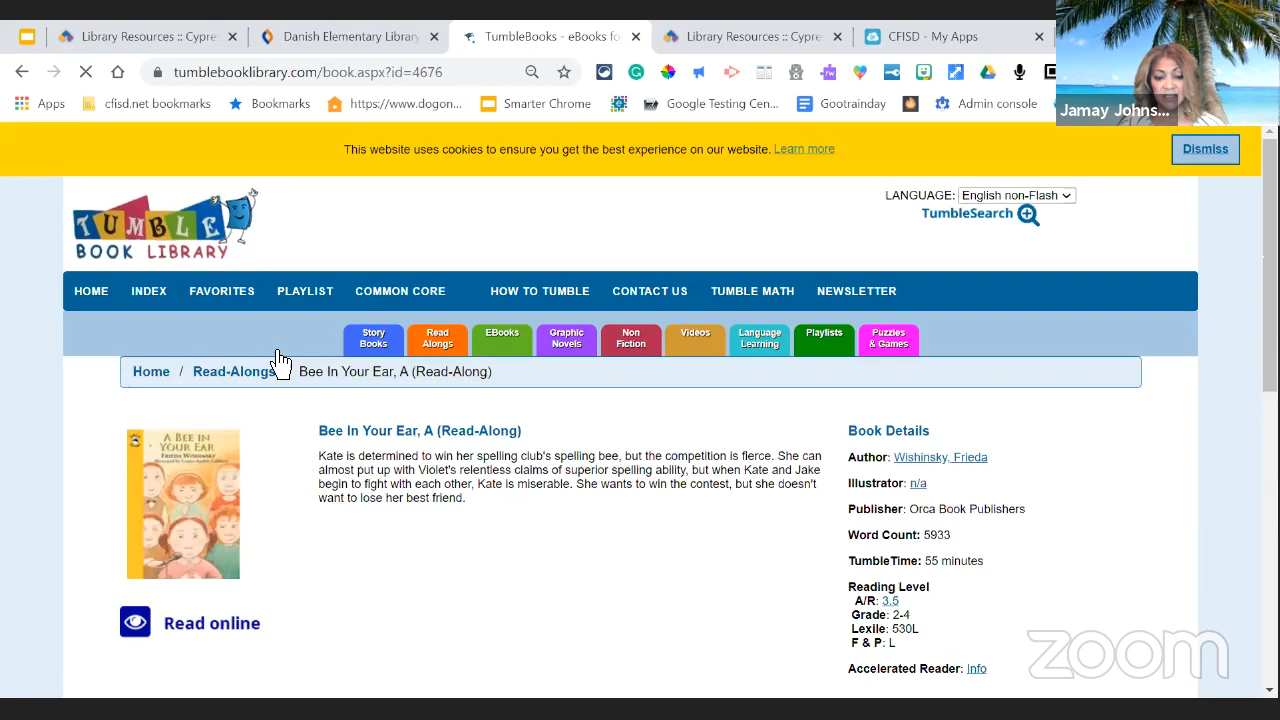 Library Resources :: Cypre
Danish Elementary Library
TumbleBooks - eBooks fo
Library Resources :: Cypre
CFISD - My Apps
tumblebooklibrary.com/book.aspx?id=4676
Apps
cfisd.net bookmarks
Bookmarks
https://www.dogon...
Smarter Chrome
Google Testing Cen...
Gootrainday
Admin console
Jamay Johns...
This website uses cookies to ensure you get the best experience on our website. Learn more
Dismiss
TUMBLE
BOOK LIBRARY
LANGUAGE: English non-Flash
TumbleSearch
HOME
INDEX
FAVORITES
PLAYLIST
COMMON CORE
HOW TO TUMBLE
CONTACT US
TUMBLE MATH
NEWSLETTER
Story
Books
Read
Alongs
EBooks
Graphic
Novels
Non
Fiction
Videos
Language
Learning
Playlists
Puzzles
& Games
Home / Read-Alongs Bee In Your Ear, A (Read-Along)
A BEE IN
YOUR EAR
FRIEDA WISHINSKY
Bee In Your Ear, A (Read-Along)
Kate is determined to win her spelling club's spelling bee, but the competition is fierce. She can
almost put up with Violet's relentless claims of superior spelling ability, but when Kate and Jake
begin to fight with each other, Kate is miserable. She wants to win the contest, but she doesn't
want to lose her best friend.
Read online
Book Details
Author: Wishinsky, Frieda
Illustrator: n/a
Publisher: Orca Book Publishers
Word Count: 5933
TumbleTime: 55 minutes
Reading Level
A/R: 3.5
Grade: 2-4
Lexile: 530L
F & P: L
Accelerated Reader: Info
zoom